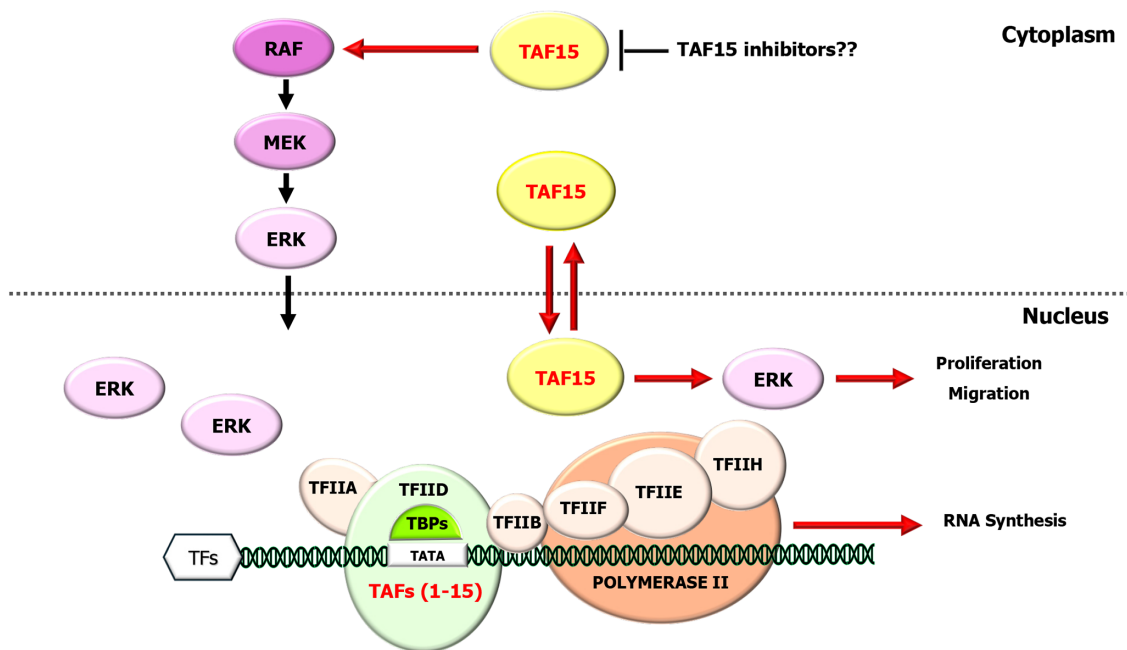 Cytoplasm
RAF
TAF15
TAF15 inhibitors??
MEK
TAF15
ERK
Nucleus
TAF15
ERK
Proliferation
Migration
ERK
ERK
TFIIA
TFIID
TBPs
TATA
TAFs (1-15)
TFIIB
TFIIF
TFIIE
TFIIH
POLYMERASE II
RNA Synthesis
TFs